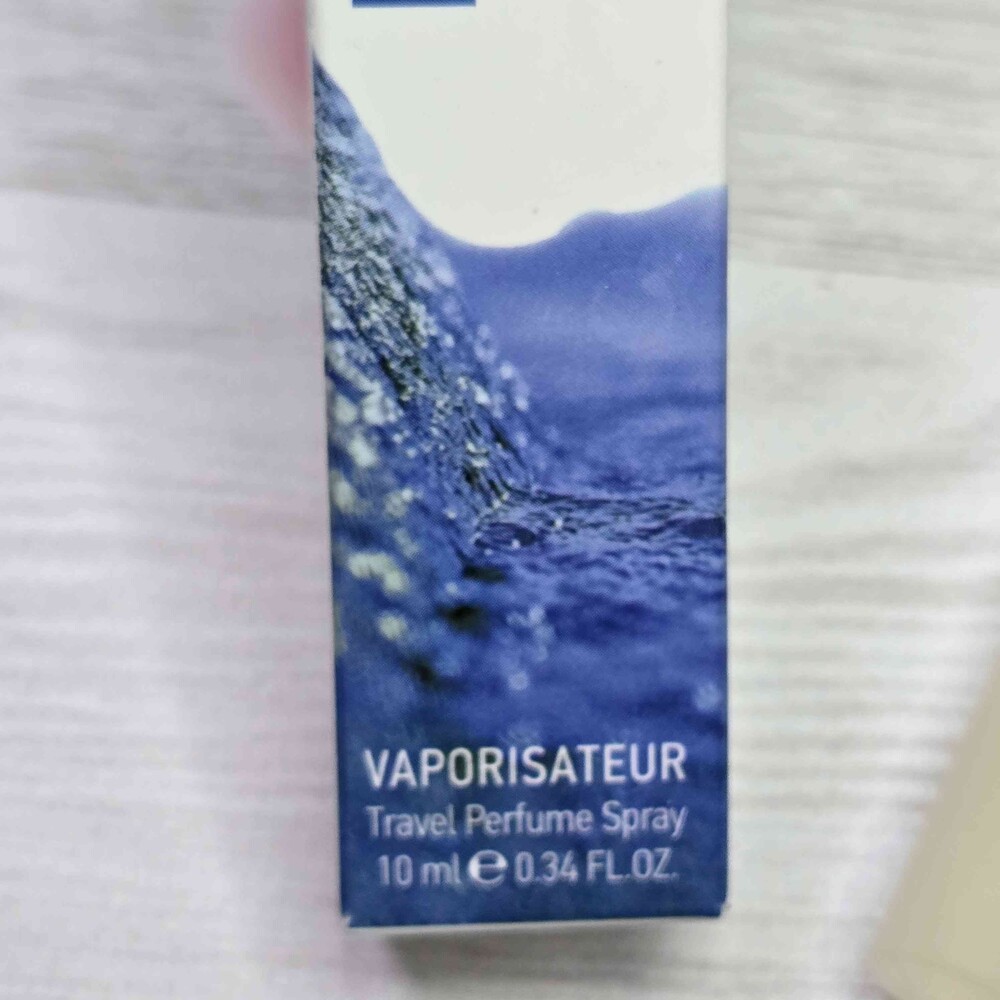 VAPORISATEUR
Travel Perfume Spray
10 ml ℮ 0.34 FL.OZ.